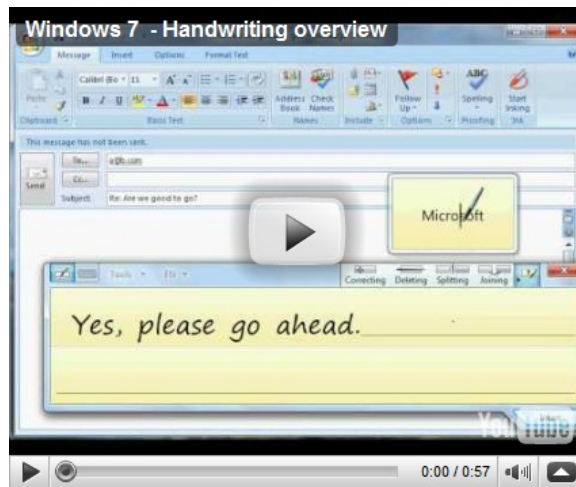 Windows 7 - Handwriting overview
Message Insert Options Format Text
Calibri (Bo 11
Paste
B I U
Address Book
Check Names
Follow Up
ABC
Spelling
Start Inking
Clipboard Basic Text Names Include Options Proofing Ink
This message has not been sent.
Send
To...
Cc...
Subject: Re: Are we good to go?
Microsoft
Tools EN
Correcting Deleting Splitting Joining
Yes, please go ahead.
YouTube
0:00 / 0:57